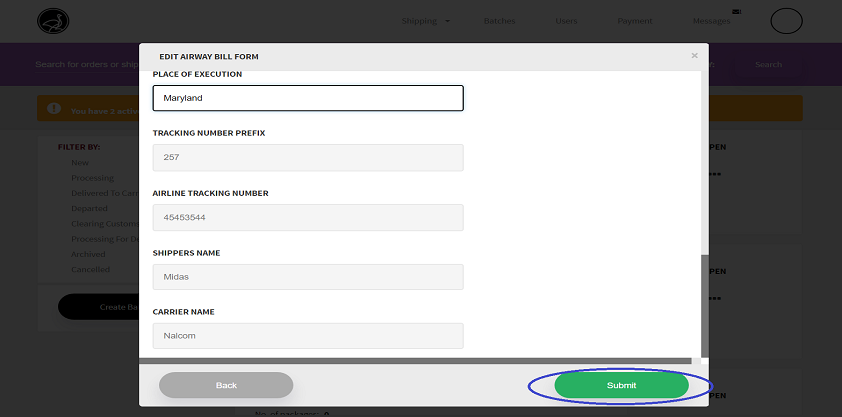 Shipping Batches Users Payment Messages
EDIT AIRWAY BILL FORM ×
Search for orders or ship
Search
PLACE OF EXECUTION
Maryland
You have 2 active
TRACKING NUMBER PREFIX
257
FILTER BY:
New
Processing
Delivered To Carr
Departed
Clearing Customs
Processing For De
Archived
Cancelled
AIRLINE TRACKING NUMBER
45453544
SHIPPERS NAME
Midas
CARRIER NAME
Nalcom
Create Ba
PEN
PEN
PEN
Back
Submit
No. of packages: 0